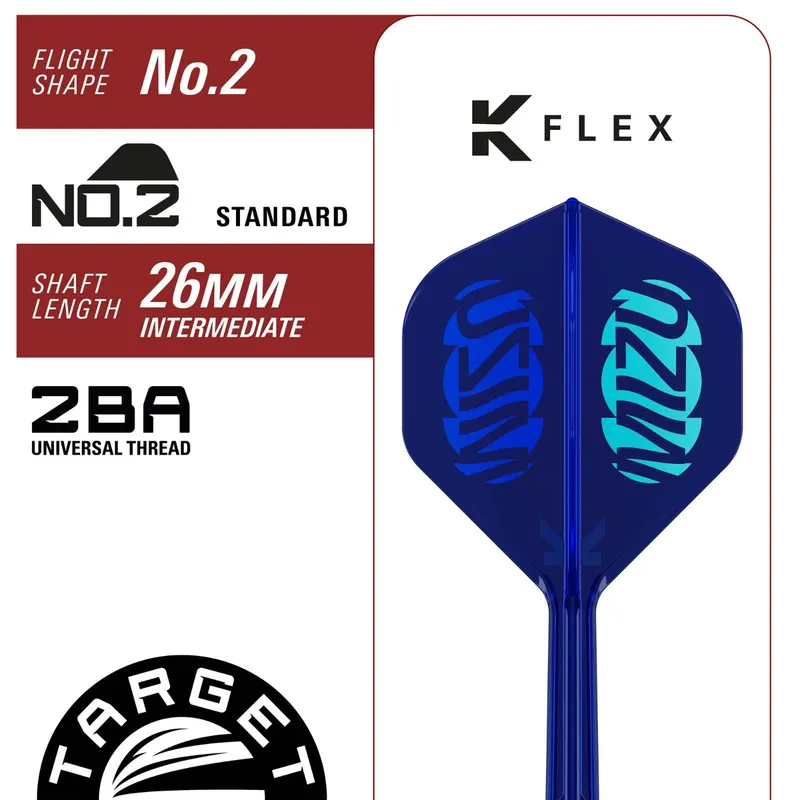 FLIGHT
SHAPE
No.2
NO.2
STANDARD
SHAFT
LENGTH
26MM
INTERMEDIATE
2BA
UNIVERSAL THREAD
TARGET
K FLEX
MIZU
MIZU
K